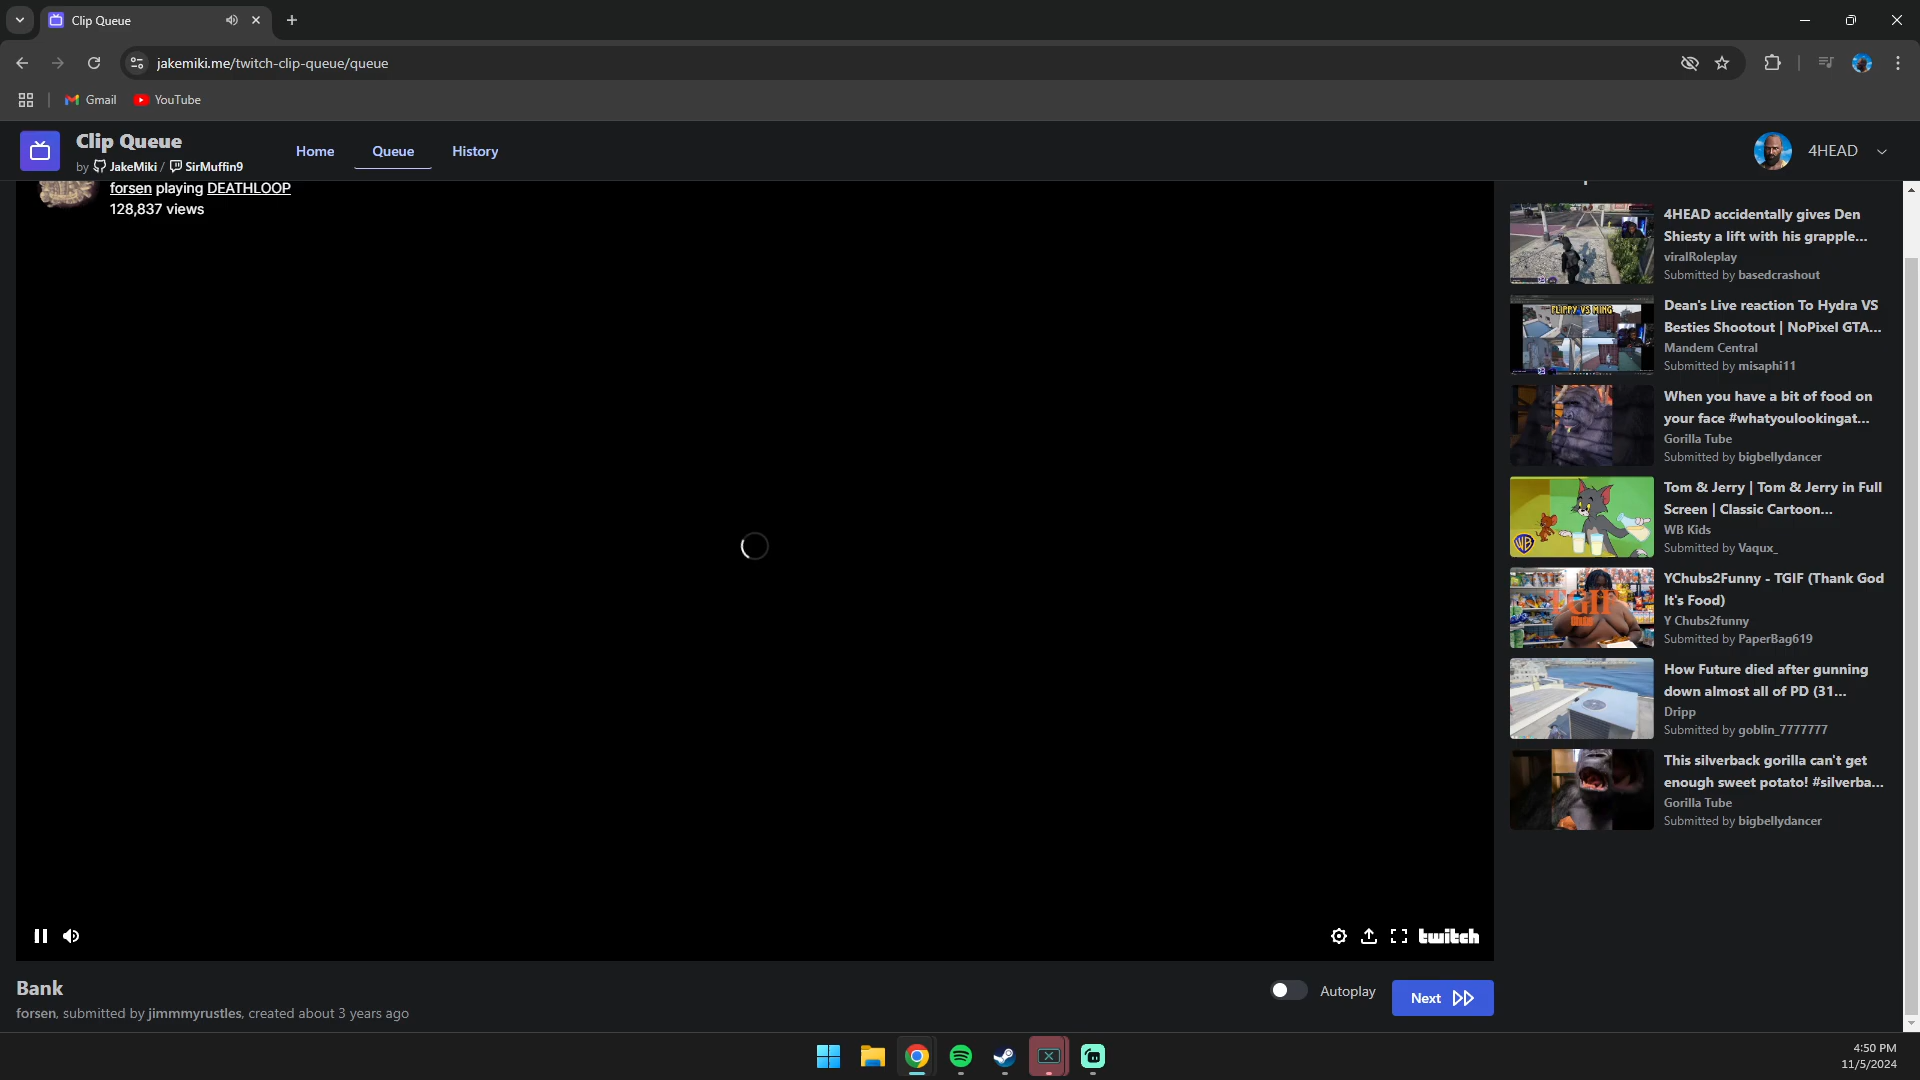 Clip Queue
jakemiki.me/twitch-clip-queue/queue
Gmail
YouTube
Clip Queue
by JakeMiki / SirMuffin9
Home
Queue
History
4HEAD
forsen playing DEATHLOOP
128,837 views
4HEAD accidentally gives Den
Shiesty a lift with his grapple...
viralRoleplay
Submitted by basedcrashout
FLIPPY VS MING
Dean's Live reaction To Hydra VS
Besties Shootout | NoPixel GTA...
Mandem Central
Submitted by misaphi11
When you have a bit of food on
your face #whatyoulookingat...
Gorilla Tube
Submitted by bigbellydancer
WB
Tom & Jerry | Tom & Jerry in Full
Screen | Classic Cartoon...
WB Kids
Submitted by Vaqux_
TGIF
YChubs2Funny - TGIF (Thank God
It's Food)
Y Chubs2funny
Submitted by PaperBag619
How Future died after gunning
down almost all of PD (31...
Dripp
Submitted by goblin_7777777
This silverback gorilla can't get
enough sweet potato! #silverba...
Gorilla Tube
Submitted by bigbellydancer
twitch
Bank
forsen, submitted by jimmmyrustles, created about 3 years ago
Autoplay
Next
4:50 PM
11/5/2024